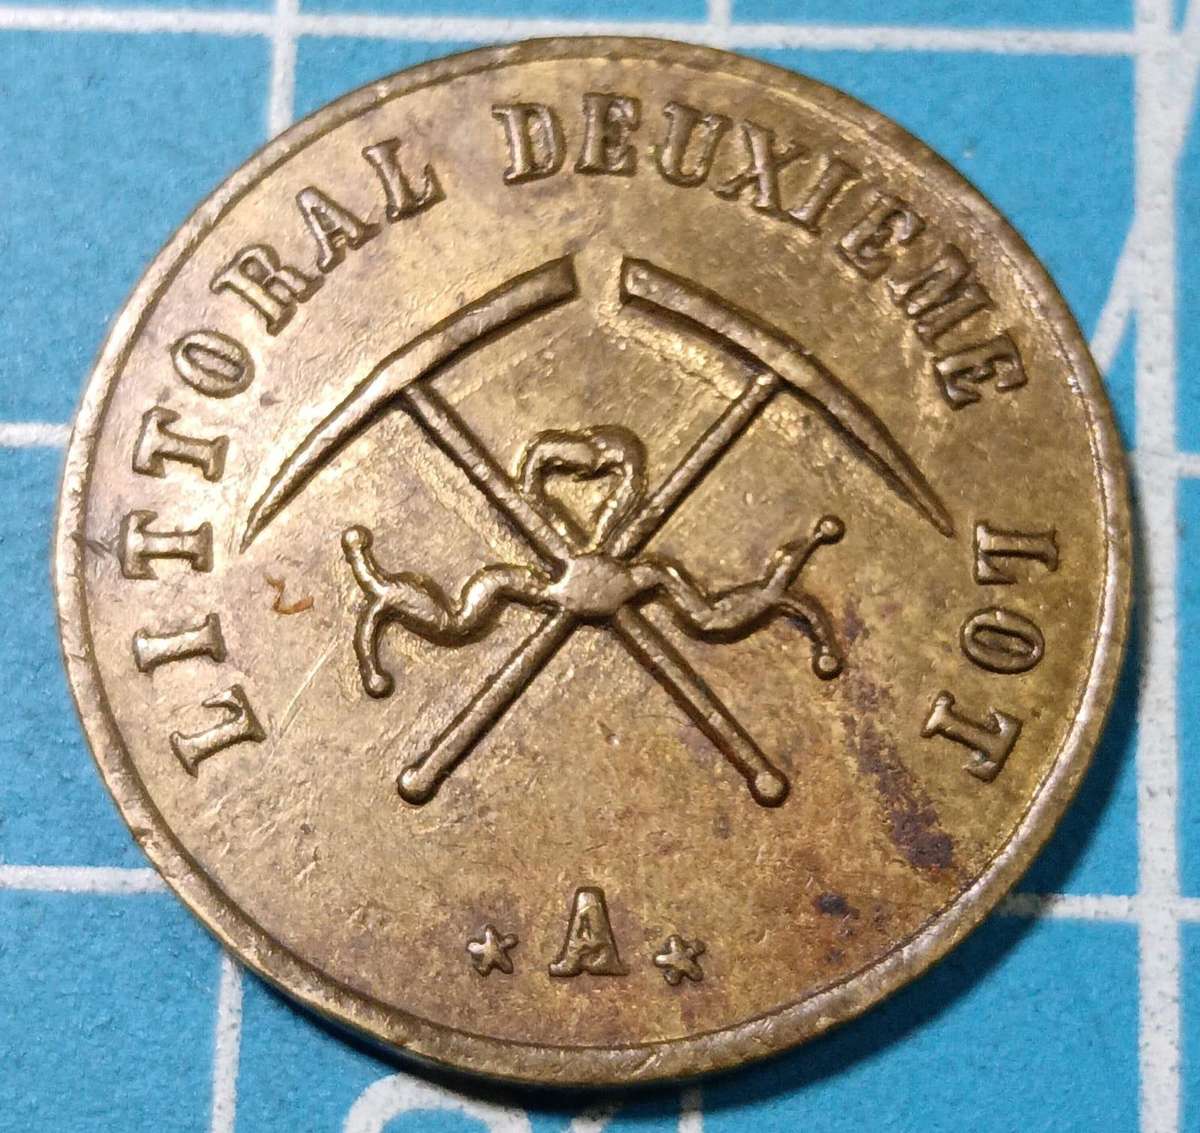 LITTORAL DEUXIEME LOT
* A *